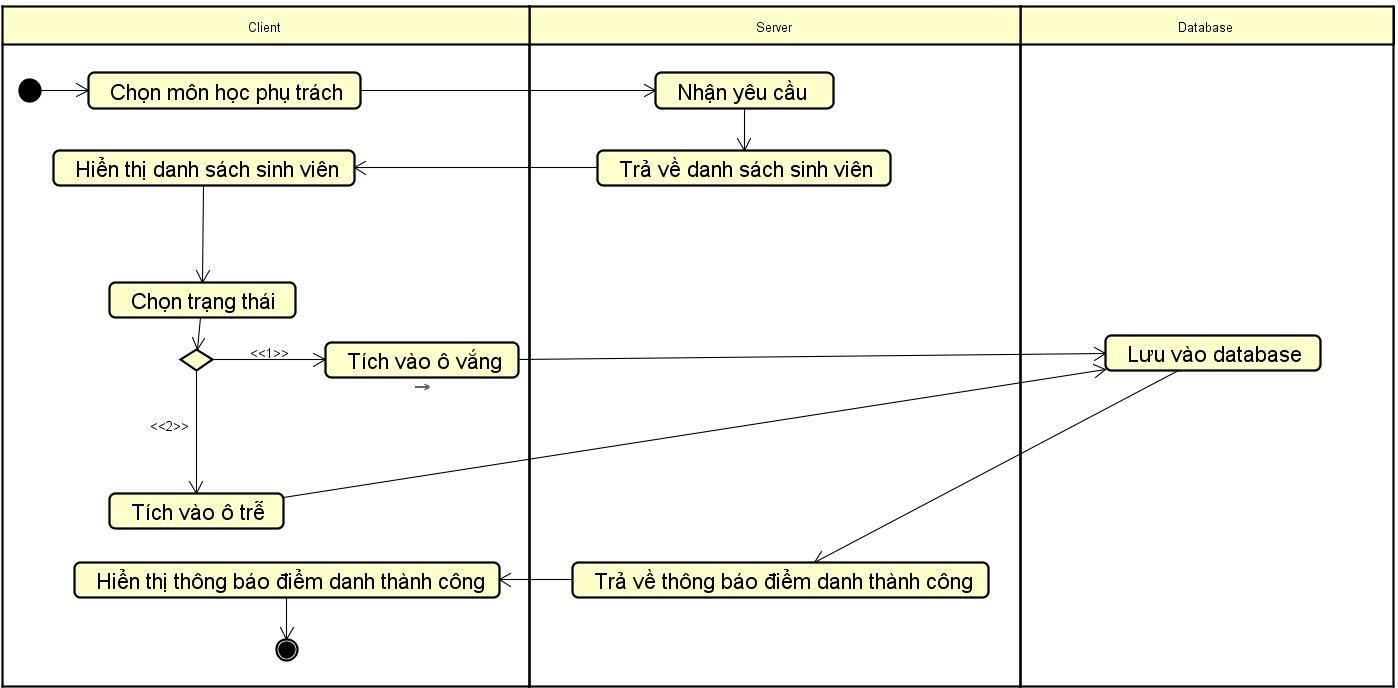 Client
Server
Database
Chọn môn học phụ trách
Nhận yêu cầu
Hiển thị danh sách sinh viên
Trả về danh sách sinh viên
Chọn trạng thái
<<1>>
Tích vào ô vắng
Lưu vào database
<<2>>
Tích vào ô trễ
Hiển thị thông báo điểm danh thành công
Trả về thông báo điểm danh thành công